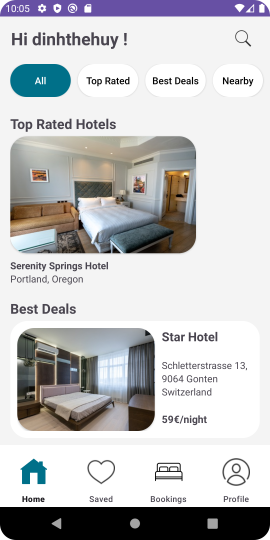 10:05
Hi dinhthehuy !
All
Top Rated
Best Deals
Nearby
Top Rated Hotels
Serenity Springs Hotel
Portland, Oregon
Best Deals
Star Hotel
Schletterstrasse 13,
9064 Gonten
Switzerland
59€/night
Home
Saved
Bookings
Profile